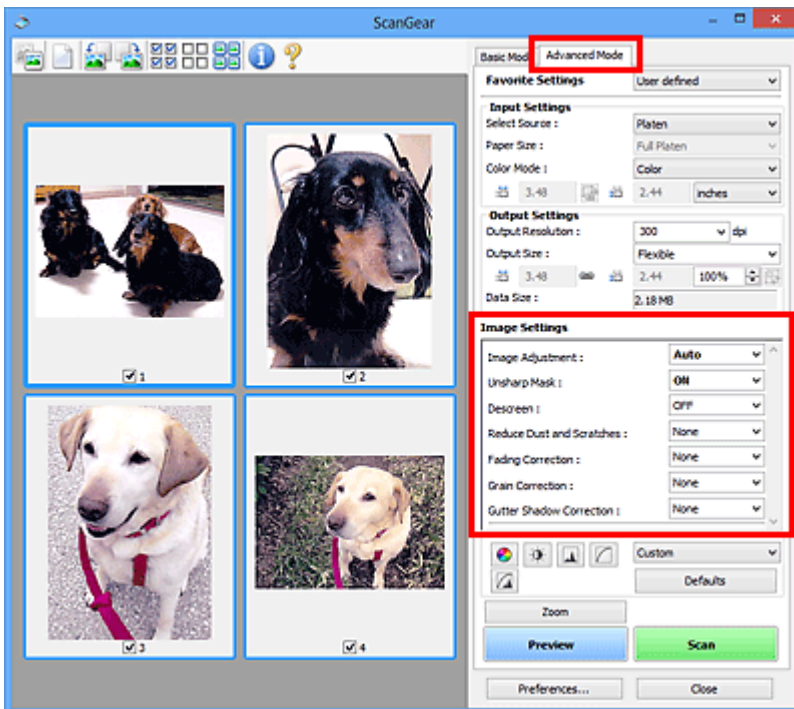 ScanGear
Basic Mod Advanced Mode
Favorite Settings User defined
Input Settings
Select Source : Platen
Paper Size : Full Platen
Color Mode : Color
3.48 2.44 inches
Output Settings
Output Resolution : 300 dpi
Output Size : Flexible
3.48 2.44 100%
Data Size : 2.18 MB
Image Settings
Image Adjustment : Auto
Unsharp Mask : ON
Descreen : OFF
Reduce Dust and Scratches : None
Fading Correction : None
Grain Correction : None
Gutter Shadow Correction : None
Custom
Defaults
Zoom
Preview Scan
Preferences... Close
1
2
3
4